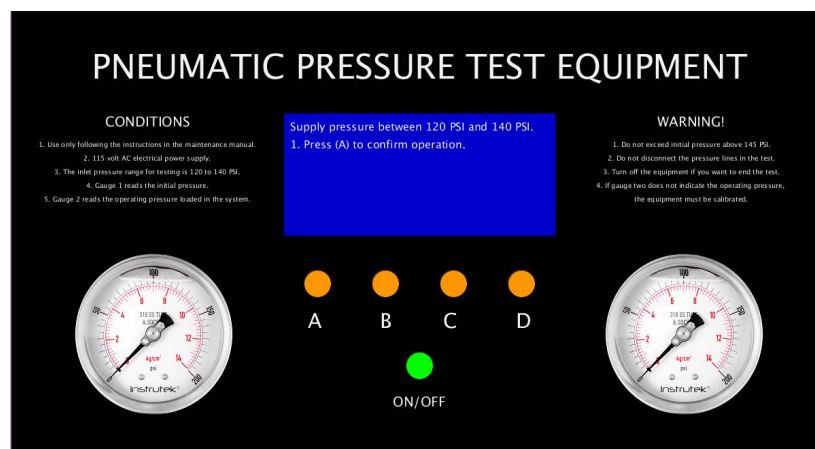 PNEUMATIC PRESSURE TEST EQUIPMENT
CONDITIONS
1. Use only following the instructions in the maintenance manual.
2. 115 volt AC electrical power supply.
3. The inlet pressure range for testing is 120 to 140 PSI.
4. Gauge 1 reads the initial pressure.
5. Gauge 2 reads the operating pressure loaded in the system.
Supply pressure between 120 PSI and 140 PSI.
1. Press (A) to confirm operation.
WARNING!
1. Do not exceed initial pressure above 145 PSI.
2. Do not disconnect the pressure lines in the test.
3. Turn off the equipment if you want to end the test.
4. If gauge two does not indicate the operating pressure,
the equipment must be calibrated.
100
50
150
6 8
4 10
316 SS
2 12
kg/cm²
14
psi
0 200
Instrutek
A B C D
ON/OFF
100
50
150
6 8
4 10
316 SS
2 12
kg/cm²
14
psi
0 200
Instrutek